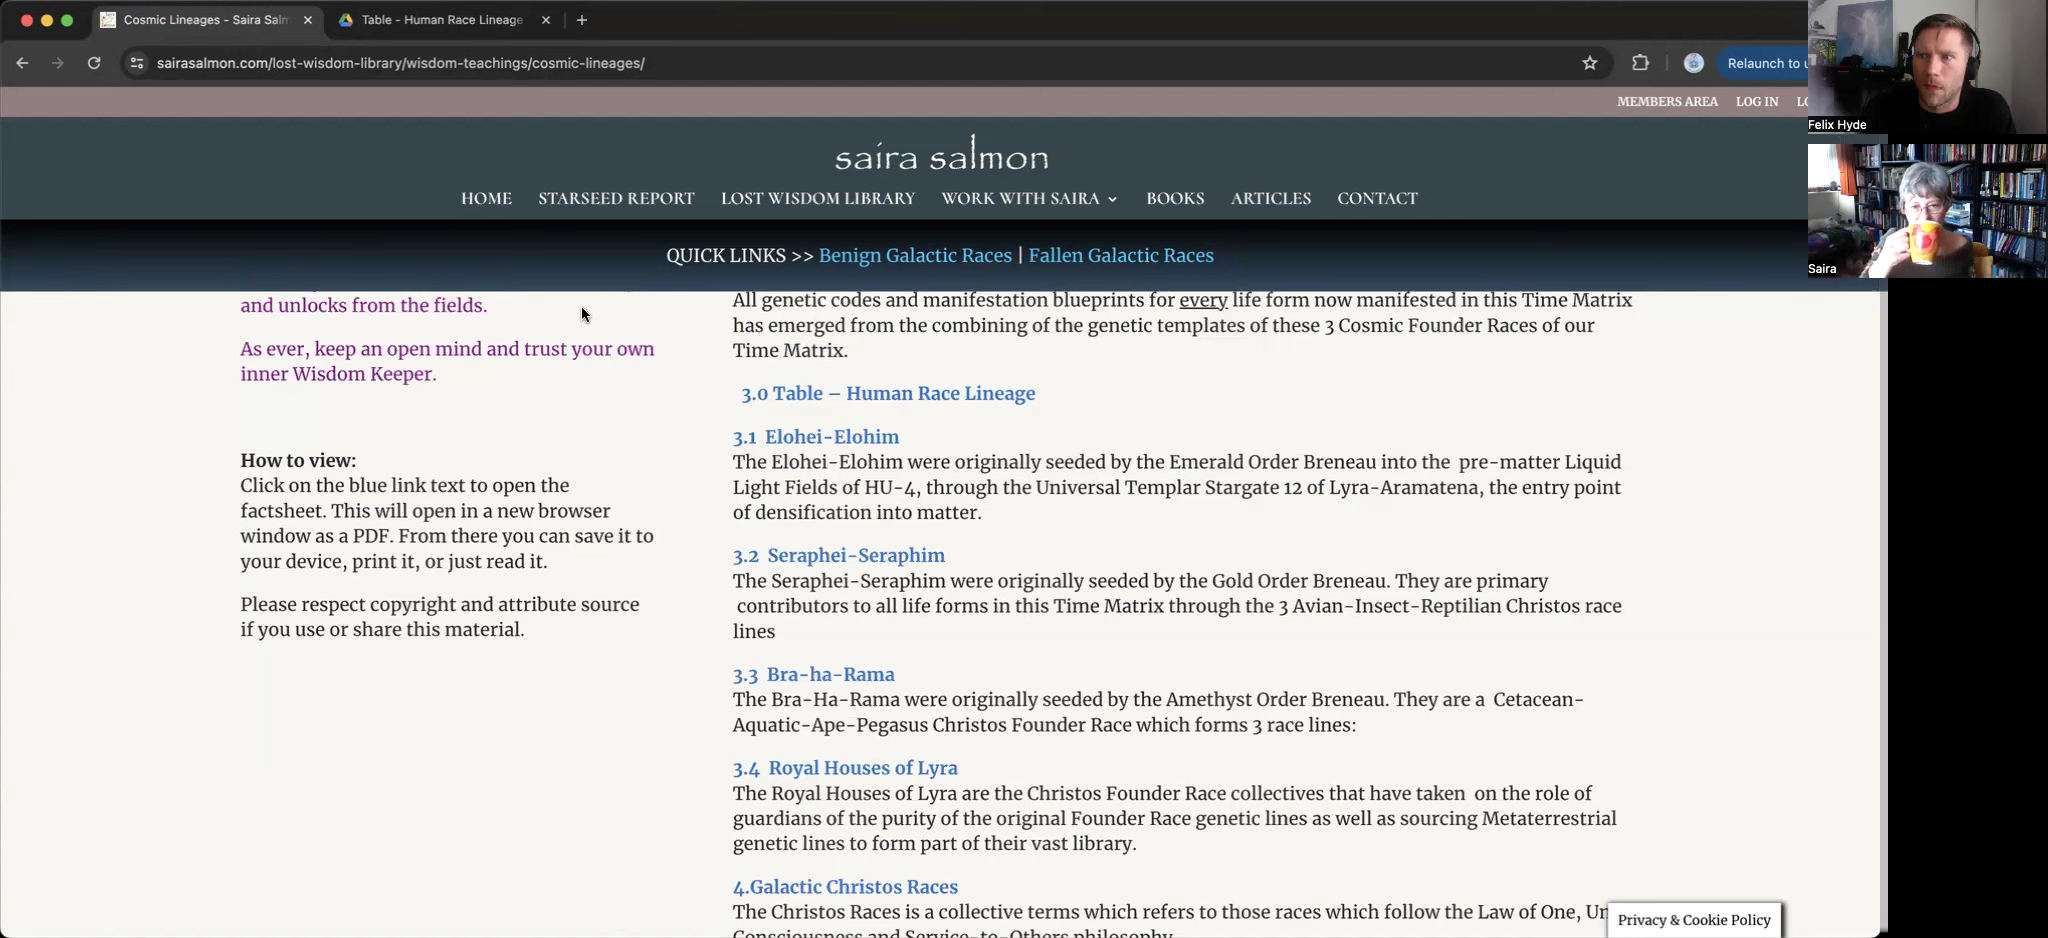 Cosmic Lineages - Saira Salm
Table - Human Race Lineage
sairasalmon.com/lost-wisdom-library/wisdom-teachings/cosmic-lineages/
Relaunch to u
Felix Hyde
MEMBERS AREA LOG IN LO
saira salmon
HOME STARSEED REPORT LOST WISDOM LIBRARY WORK WITH SAIRA BOOKS ARTICLES CONTACT
QUICK LINKS >> Benign Galactic Races | Fallen Galactic Races
Saira
and unlocks from the fields.
As ever, keep an open mind and trust your own
inner Wisdom Keeper.
How to view:
Click on the blue link text to open the
factsheet. This will open in a new browser
window as a PDF. From there you can save it to
your device, print it, or just read it.
Please respect copyright and attribute source
if you use or share this material.
All genetic codes and manifestation blueprints for every life form now manifested in this Time Matrix
has emerged from the combining of the genetic templates of these 3 Cosmic Founder Races of our
Time Matrix.
3.0 Table – Human Race Lineage
3.1 Elohei-Elohim
The Elohei-Elohim were originally seeded by the Emerald Order Breneau into the pre-matter Liquid
Light Fields of HU-4, through the Universal Templar Stargate 12 of Lyra-Aramatena, the entry point
of densification into matter.
3.2 Seraphei-Seraphim
The Seraphei-Seraphim were originally seeded by the Gold Order Breneau. They are primary
contributors to all life forms in this Time Matrix through the 3 Avian-Insect-Reptilian Christos race
lines
3.3 Bra-ha-Rama
The Bra-Ha-Rama were originally seeded by the Amethyst Order Breneau. They are a Cetacean-
Aquatic-Ape-Pegasus Christos Founder Race which forms 3 race lines:
3.4 Royal Houses of Lyra
The Royal Houses of Lyra are the Christos Founder Race collectives that have taken on the role of
guardians of the purity of the original Founder Race genetic lines as well as sourcing Metaterrestrial
genetic lines to form part of their vast library.
4.Galactic Christos Races
The Christos Races is a collective terms which refers to those races which follow the Law of One, Un
Consciousness and Service-to-Others philosophy
Privacy & Cookie Policy